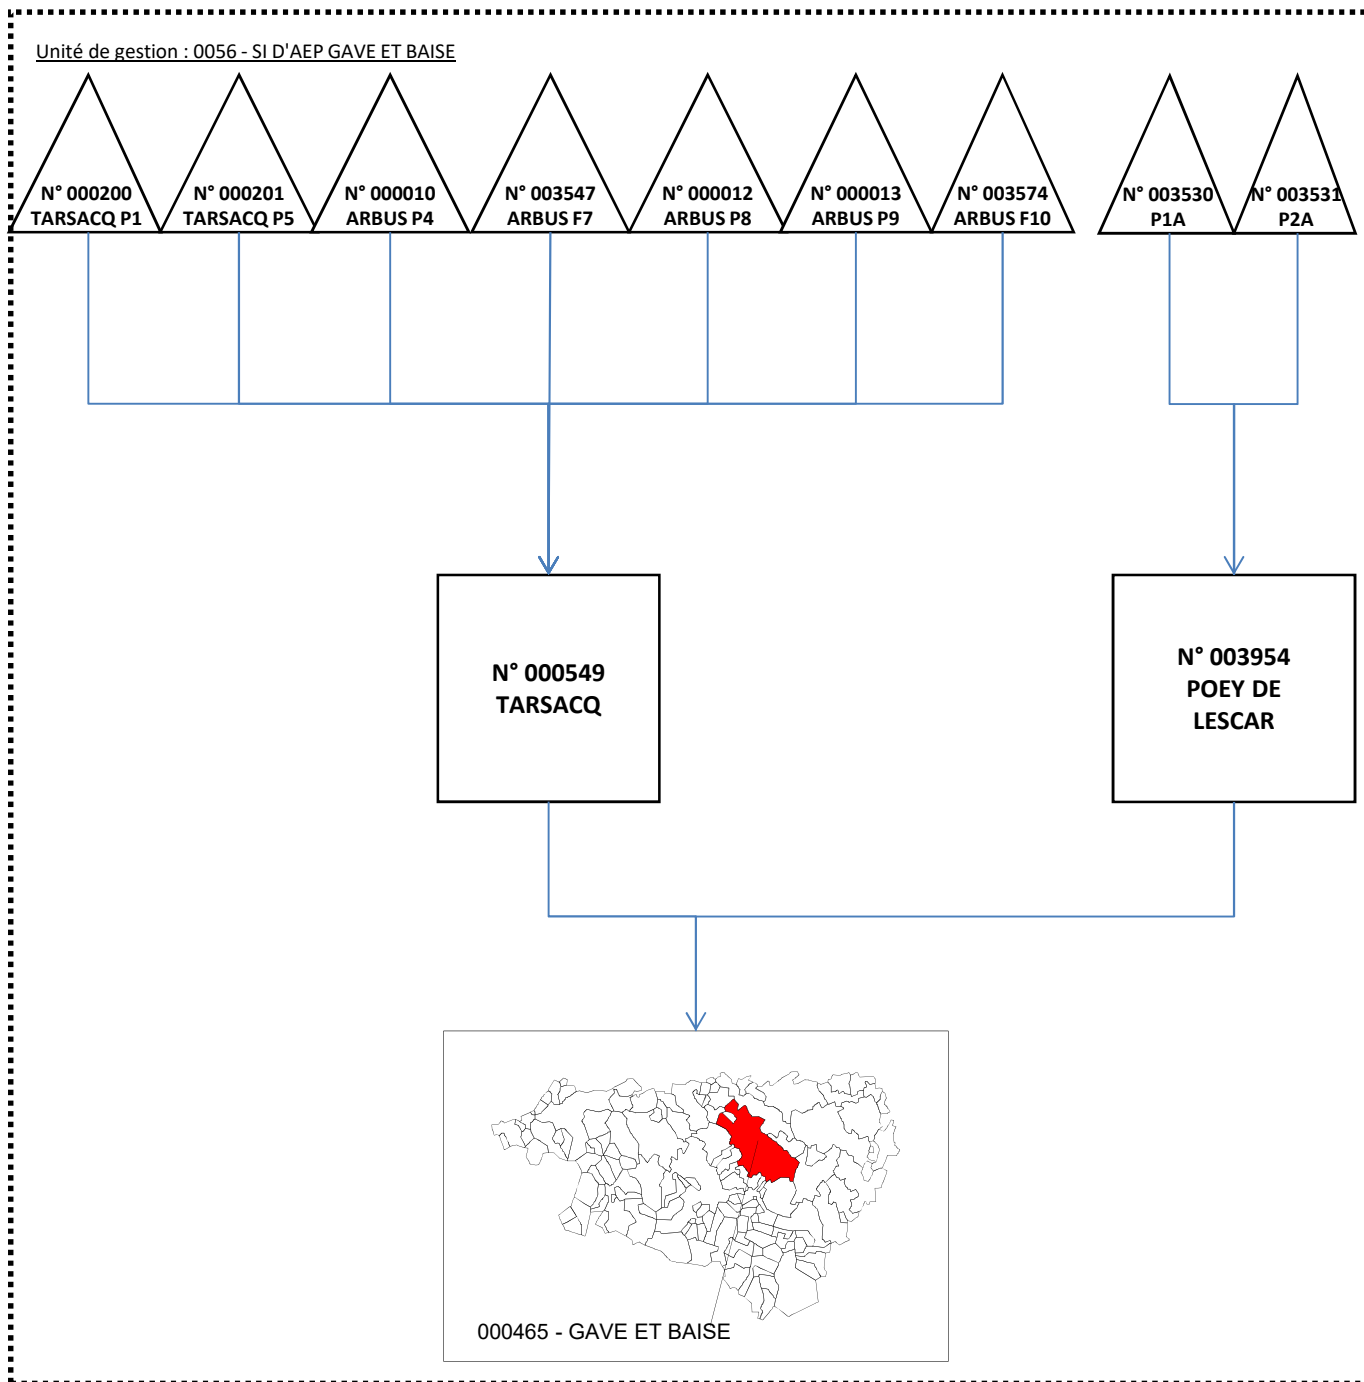 Unité de gestion : 0056 - SI D'AEP GAVE ET BAISE
N° 000200
TARSACQ P1
N° 000201
TARSACQ P5
N° 000010
ARBUS P4
N° 003547
ARBUS F7
N° 000012
ARBUS P8
N° 000013
ARBUS P9
N° 003574
ARBUS F10
N° 003530
P1A
N° 003531
P2A
N° 000549
TARSACQ
N° 003954
POEY DE
LESCAR
000465 - GAVE ET BAISE